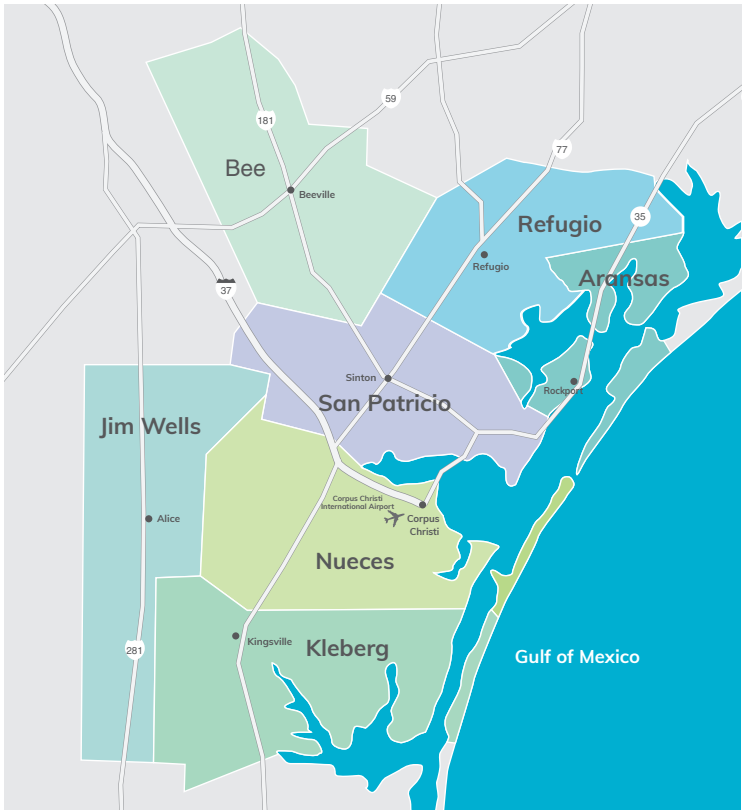 59
181
77
Bee
Beeville
35
Refugio
Refugio
Aransas
37
Sinton
Rockport
San Patricio
Jim Wells
Corpus Christi
International Airport
Alice
Corpus
Christi
Nueces
Kingsville
Kleberg
281
Gulf of Mexico